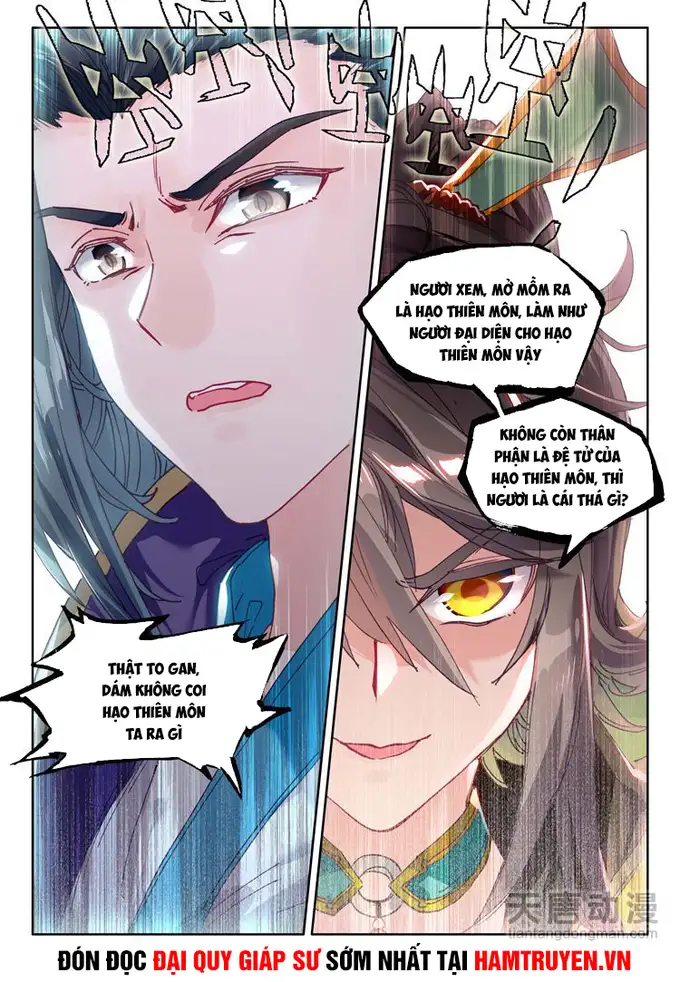 NGƯƠI XEM, MỞ MỒM RA
LÀ HẠO THIÊN MÔN, LÀM NHƯ
NGƯƠI ĐẠI DIỆN CHO HẠO
THIÊN MÔN VẬY
KHÔNG CÒN THÂN
PHẬN LÀ ĐỆ TỬ CỦA
HẠO THIÊN MÔN, THÌ
NGƯƠI LÀ CÁI THÁ GÌ?
THẬT TO GAN,
DÁM KHÔNG COI
HẠO THIÊN MÔN
TA RA GÌ
天唐动漫
tiantangdongman.com
ĐÓN ĐỌC ĐẠI QUY GIÁP SƯ SỚM NHẤT TẠI HAMTRUYEN.VN